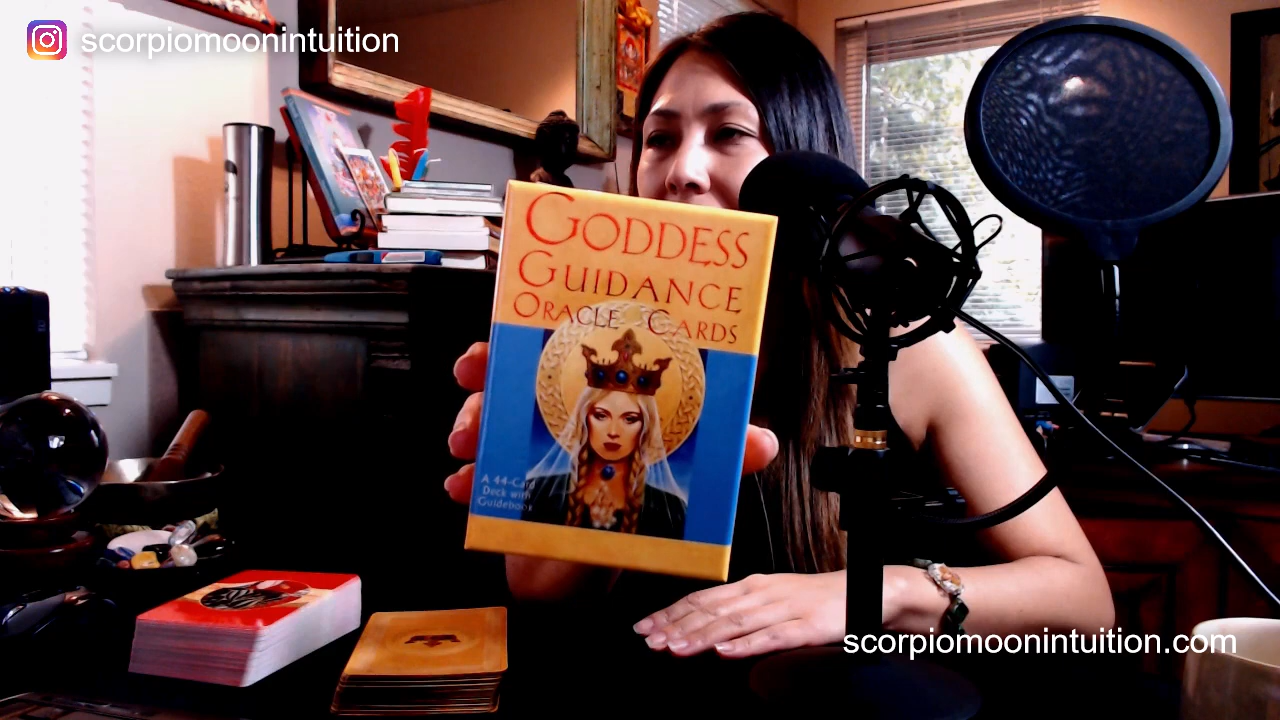 scorpiomoonintuition
GODDESS
GUIDANCE
ORACLE CARDS
A 44-Card
Deck with
Guidebook
scorpiomoonintuition.com